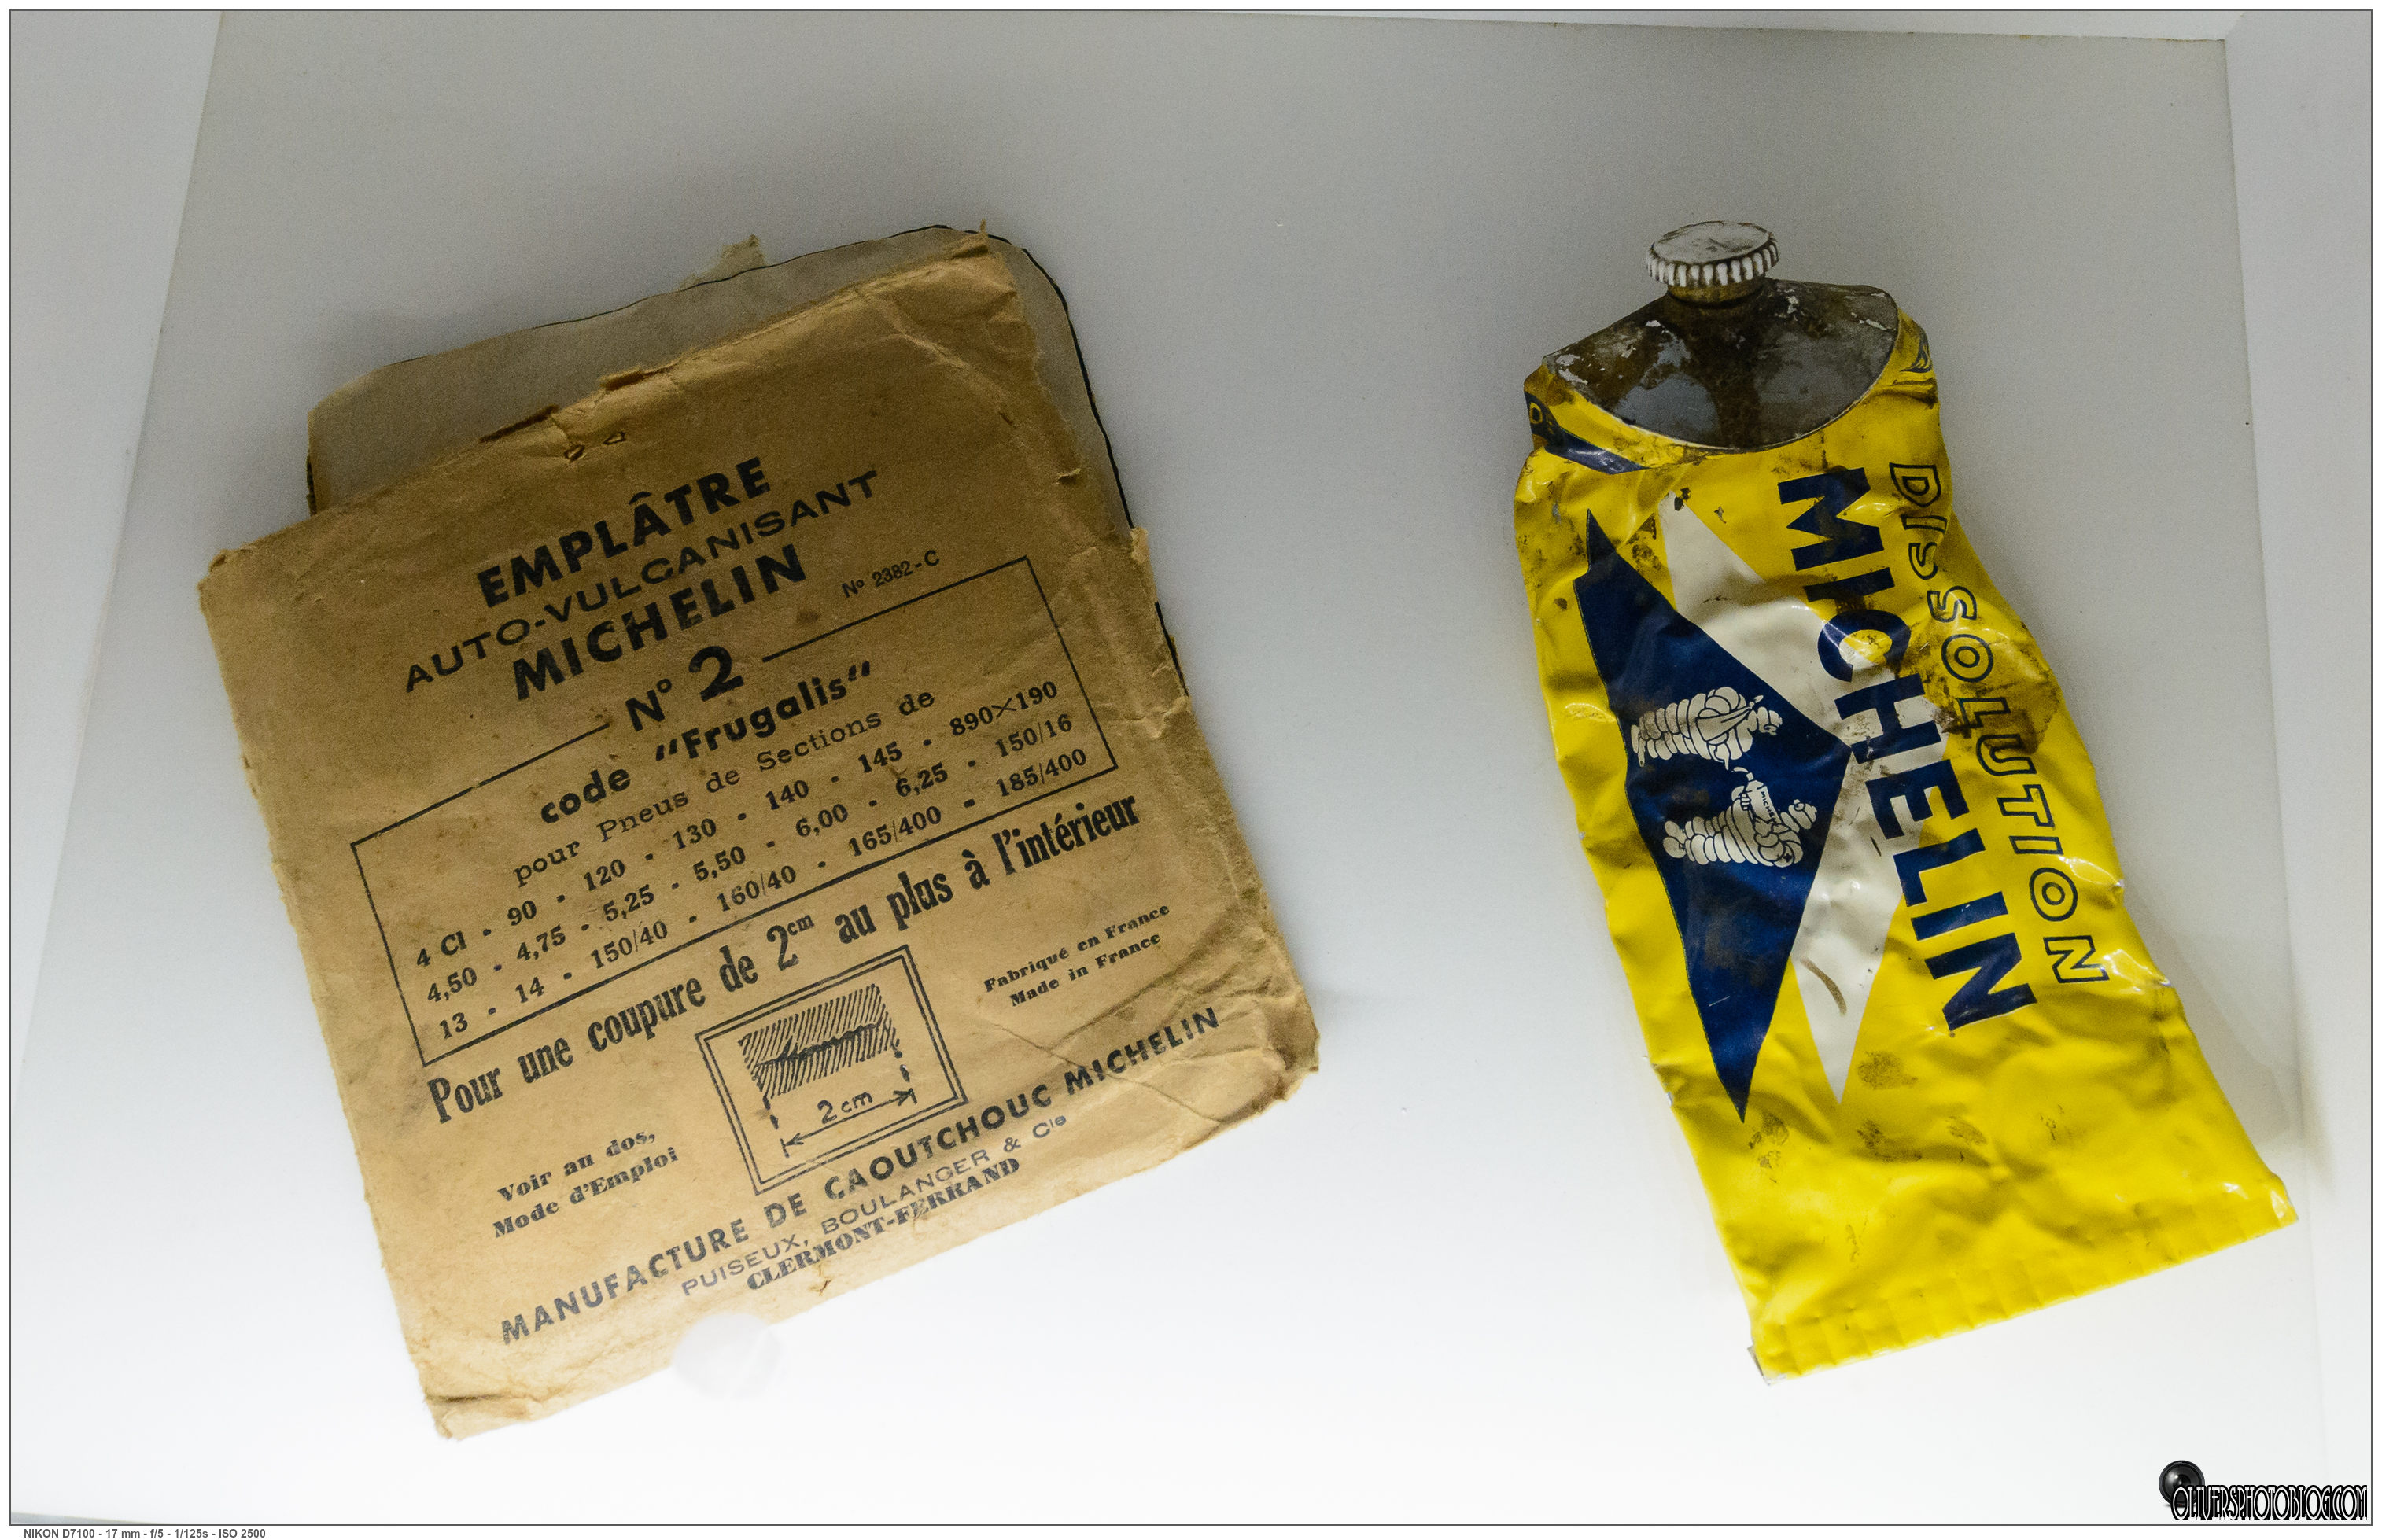 EMPLÂTRE
AUTO-VULCANISANT
MICHELIN
Nº 2382-C
Nº 2
code "Frugalis"
pour Pneus de Sections de
4 Cl - 90 - 120 - 130 - 140 - 145 - 890×190
4,50 - 4,75 - 5,25 - 5,50 - 6,00 - 6,25 - 150/16
13 - 14 - 150/40 - 160/40 - 165/400 - 185/400
Pour une coupure de 2cm au plus à l'intérieur
Fabriqué en France
Made in France
2 cm
Voir au dos,
Mode d'Emploi
MANUFACTURE DE CAOUTCHOUC MICHELIN
PUISEUX, BOULANGER & Cie
CLERMONT-FERRAND
DISSOLUTION
MICHELIN
OLIVERSPHOTOBLOG.COM
NIKON D7100 - 17 mm - f/5 - 1/125s - ISO 2500